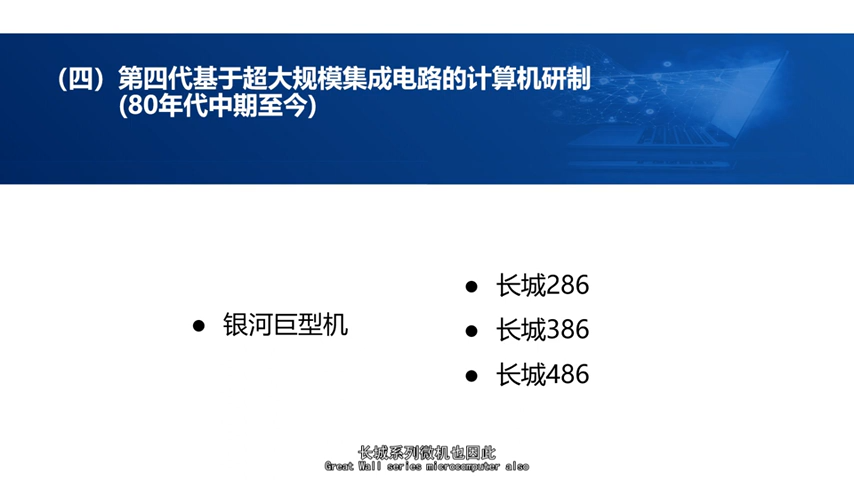 （四）第四代基于超大规模集成电路的计算机研制
(80年代中期至今)
● 银河巨型机
● 长城286
● 长城386
● 长城486
长城系列微机也因此
Great Wall series microcomputer also